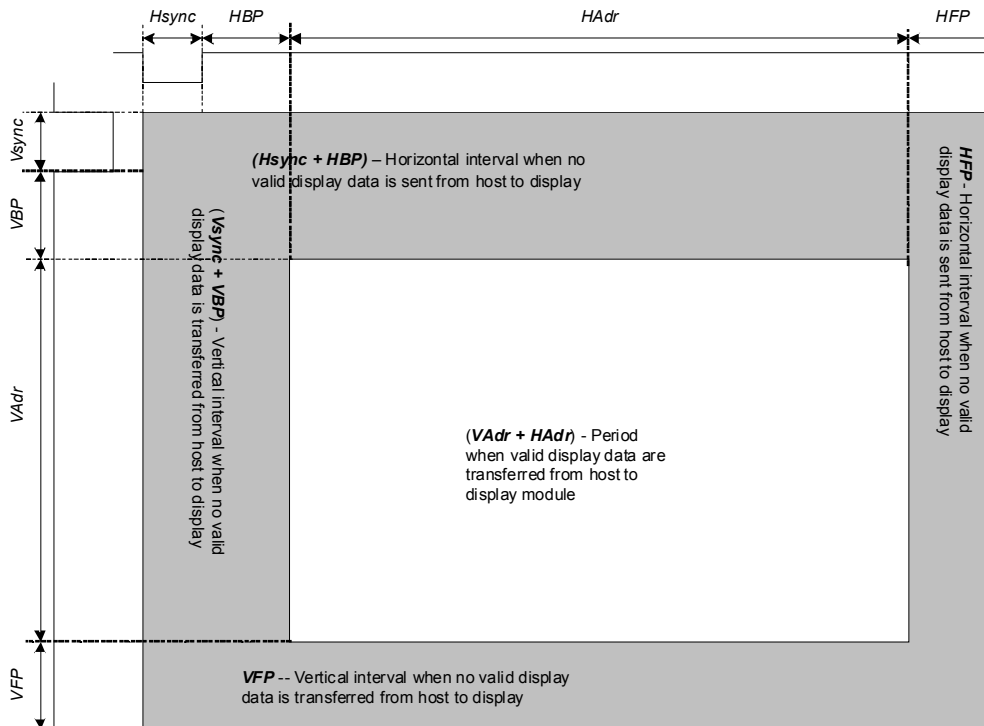 Hsync HBP HAdr HFP
Vsync
VBP
VAdr
VFP
(Hsync + HBP) – Horizontal interval when no
valid display data is sent from host to display
(Vsync + VBP) - Vertical interval when no valid
display data is transferred from host to display
HFP - Horizontal interval when no valid
display data is sent from host to display
(VAdr + HAdr) - Period
when valid display data are
transferred from host to
display module
VFP -- Vertical interval when no valid display
data is transferred from host to display